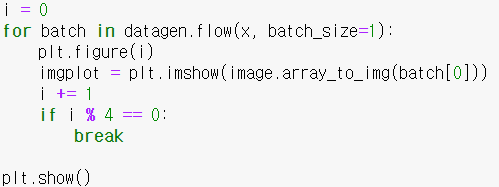 i = 0
for batch in datagen.flow(x, batch_size=1):
    plt.figure(i)
    imgplot = plt.imshow(image.array_to_img(batch[0]))
    i += 1
    if i % 4 == 0:
        break

plt.show()